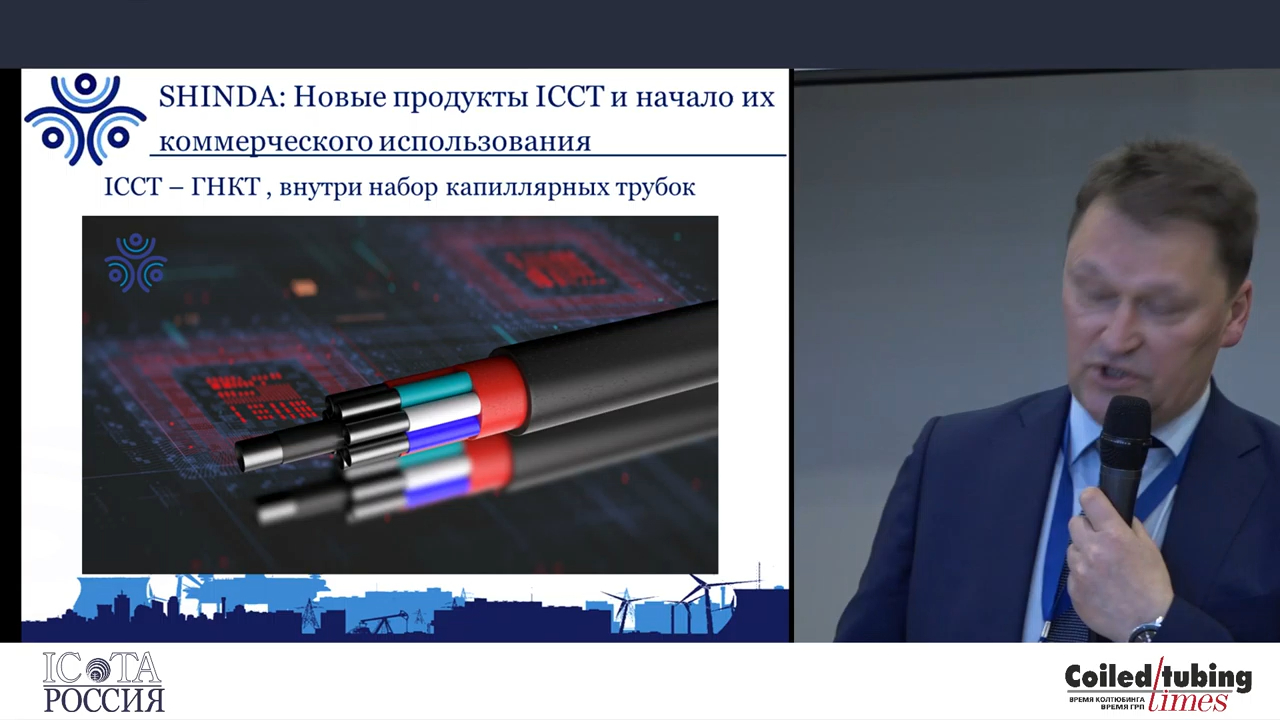 SHINDA: Новые продукты ICCT и начало их
коммерческого использования
ICCT – ГНКТ , внутри набор капиллярных трубок
ICoTA
РОССИЯ
Coiled tubing
times
ВРЕМЯ КОЛТЮБИНГА
ВРЕМЯ ГРП